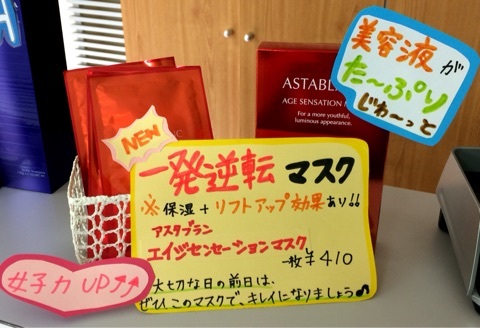 美容液が
た〜ぷり
じわ〜っと
ASTABLE
AGE SENSATION M
For a more youthful,
luminous appearance.
NEW
一発逆転 マスク
※ 保湿 + リフトアップ効果あり!!
アスタブラン
エイジセンセーションマスク
一枚 ¥410
大切な日の前日は、
ぜひこのマスクで、キレイになりましょう♪
女子力 UP↑↑